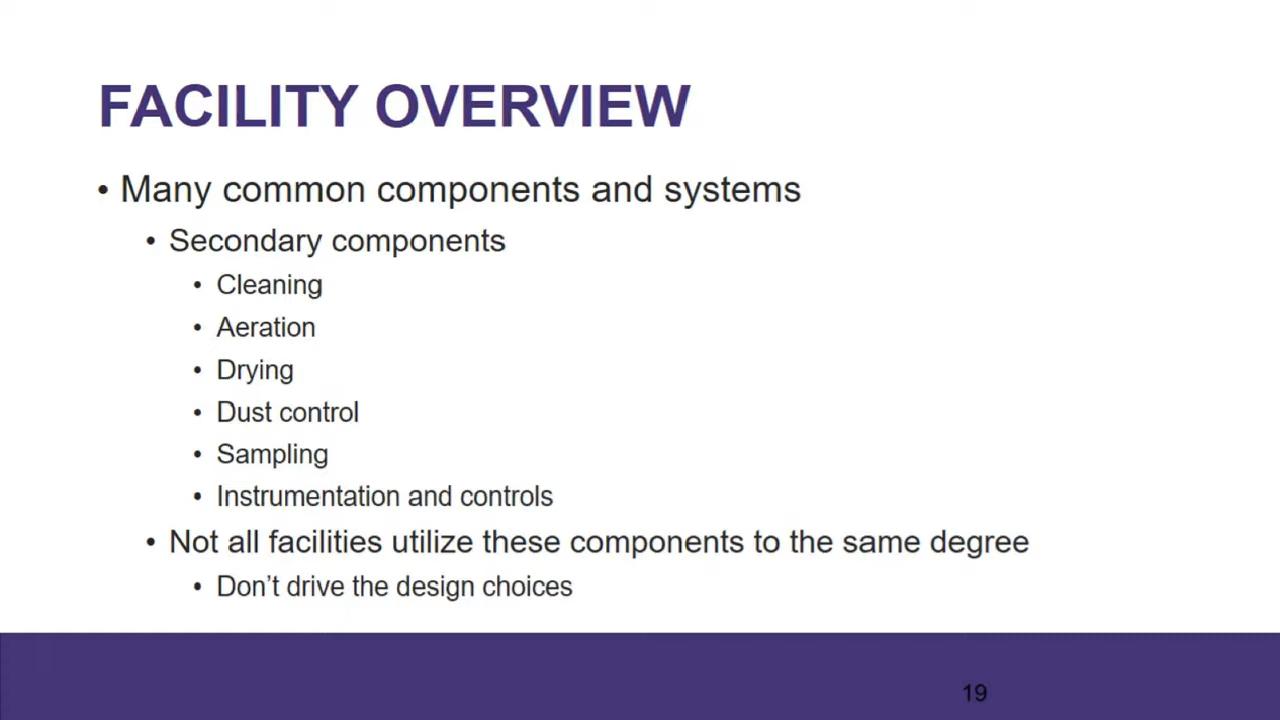 FACILITY OVERVIEW
• Many common components and systems
• Secondary components
• Cleaning
• Aeration
• Drying
• Dust control
• Sampling
• Instrumentation and controls
• Not all facilities utilize these components to the same degree
• Don’t drive the design choices
19